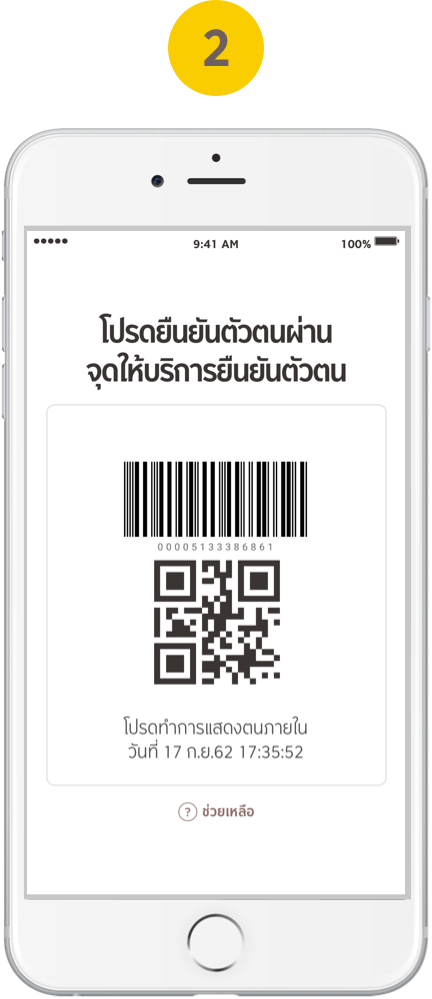 2
9:41 AM 100%
โปรดยืนยันตัวตนผ่าน
จุดให้บริการยืนยันตัวตน
00005133386861
โปรดทำการแสดงตนภายใน
วันที่ 17 ก.ย.62 17:35:52
? ช่วยเหลือ